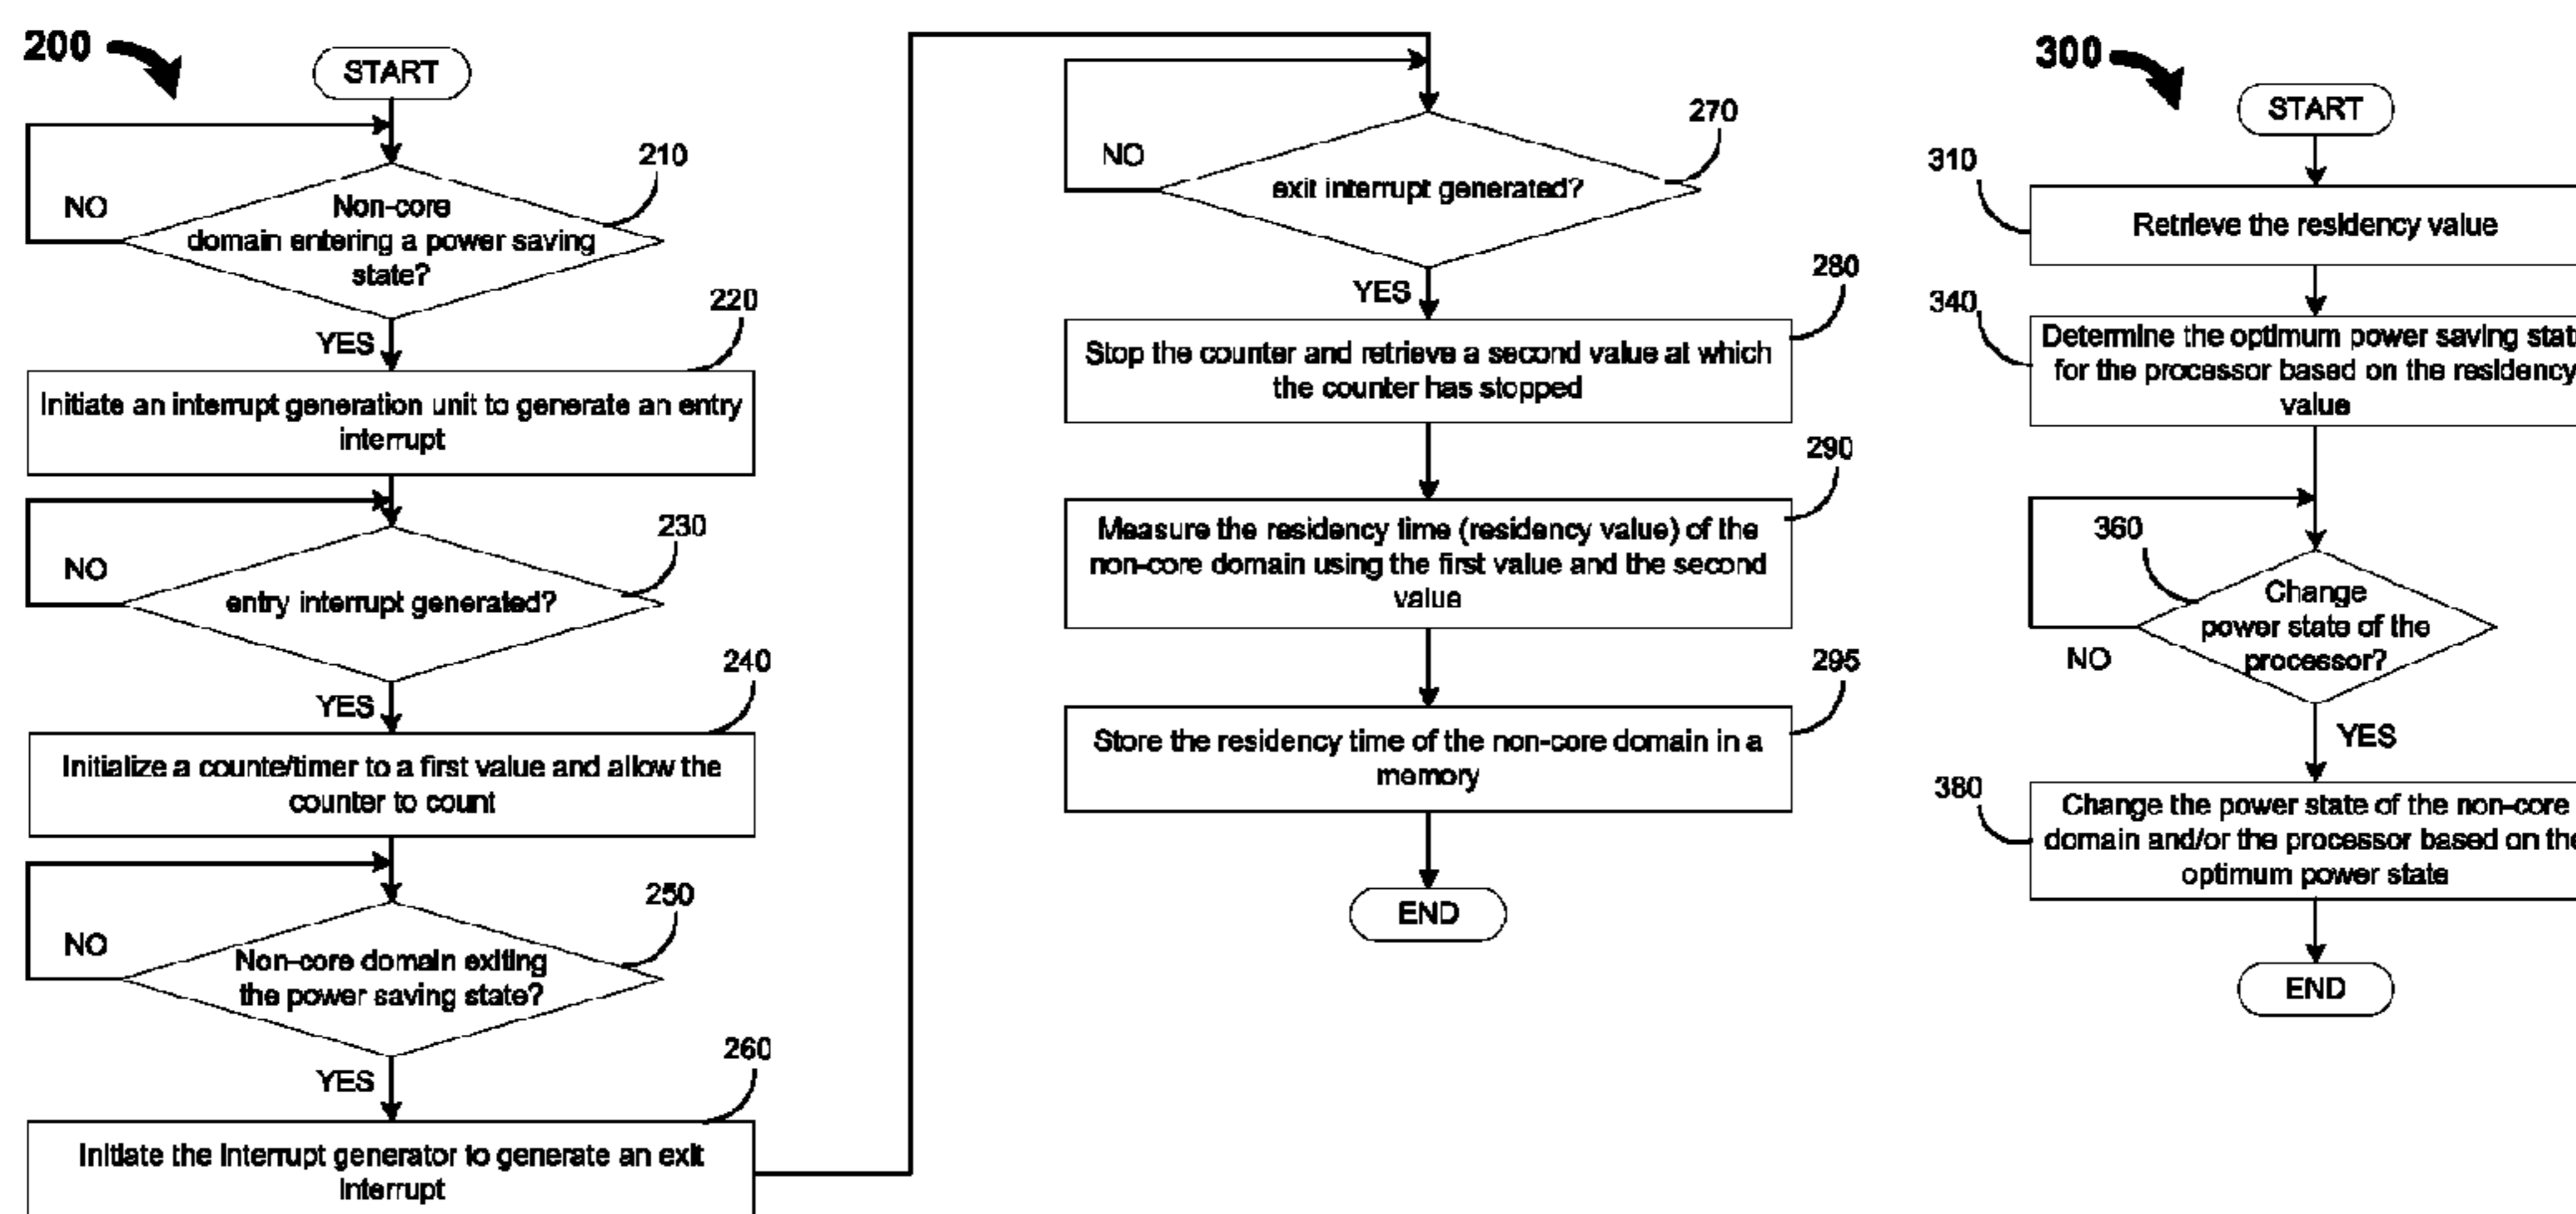 200
START
210
NO
Non-core
domain entering a power saving
state?
220
YES
Initiate an interrupt generation unit to generate an entry
interrupt
230
NO
entry interrupt generated?
240
YES
Initialize a counte/timer to a first value and allow the
counter to count
250
NO
Non-core domain exiting
the power saving state?
260
YES
Initiate the Interrupt generator to generate an exit
Interrupt
270
NO
exit interrupt generated?
280
YES
Stop the counter and retrieve a second value at which
the counter has stopped
290
Measure the residency time (residency value) of the
non-core domain using the first value and the second
value
295
Store the residency time of the non-core domain in a
memory
END
300
START
310
Retrieve the residency value
340
Determine the optimum power saving stat
for the processor based on the residency
value
360
Change
power state of the
processor?
NO
YES
380
Change the power state of the non-core
domain and/or the processor based on the
optimum power state
END